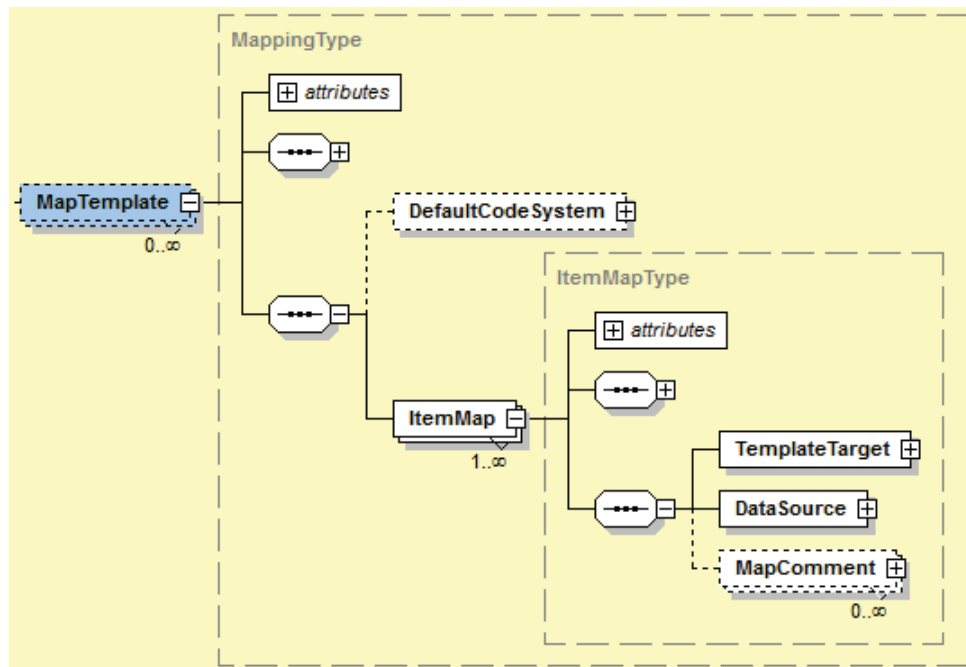 MappingType
attributes
MapTemplate
0..∞
DefaultCodeSystem
ItemMapType
attributes
ItemMap
1..∞
TemplateTarget
DataSource
MapComment
0..∞